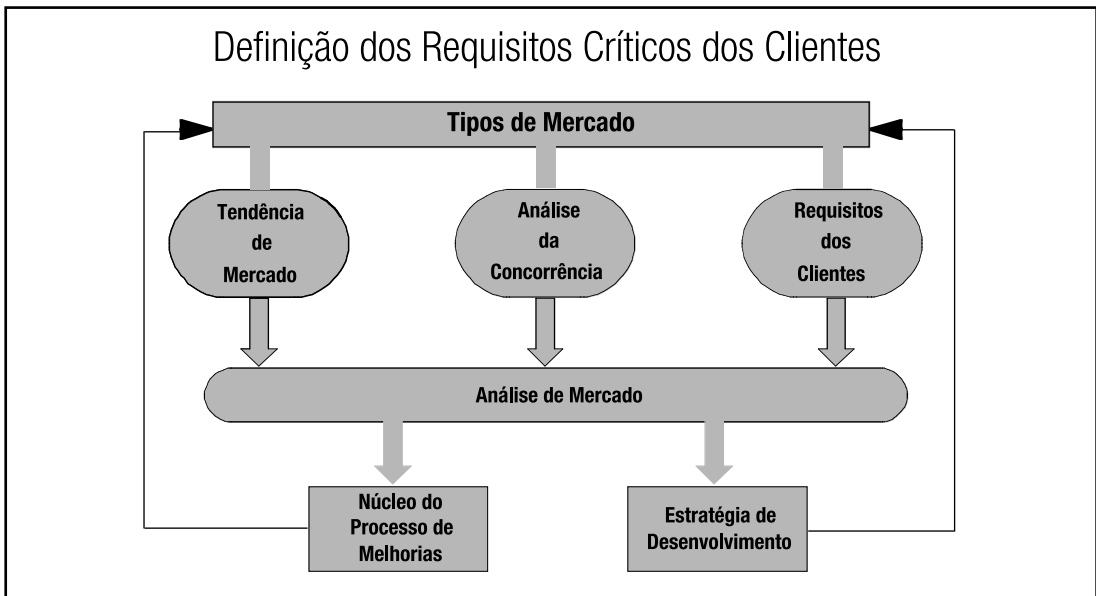 Definição dos Requisitos Críticos dos Clientes
Tipos de Mercado
Tendência
de
Mercado
Análise
da
Concorrência
Requisitos
dos
Clientes
Análise de Mercado
Núcleo do
Processo de
Melhorias
Estratégia de
Desenvolvimento